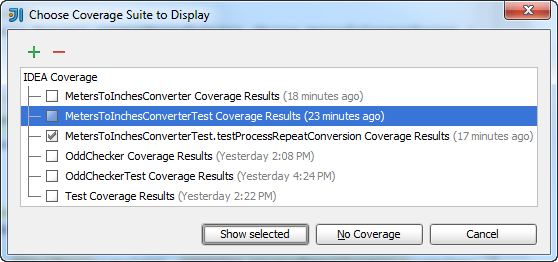 Choose Coverage Suite to Display
IDEA Coverage
MetersToInchesConverter Coverage Results (18 minutes ago)
MetersToInchesConverterTest Coverage Results (23 minutes ago)
MetersToInchesConverterTest.testProcessRepeatConversion Coverage Results (17 minutes ago)
OddChecker Coverage Results (Yesterday 2:08 PM)
OddCheckerTest Coverage Results (Yesterday 4:24 PM)
Test Coverage Results (Yesterday 2:22 PM)
Show selected No Coverage Cancel